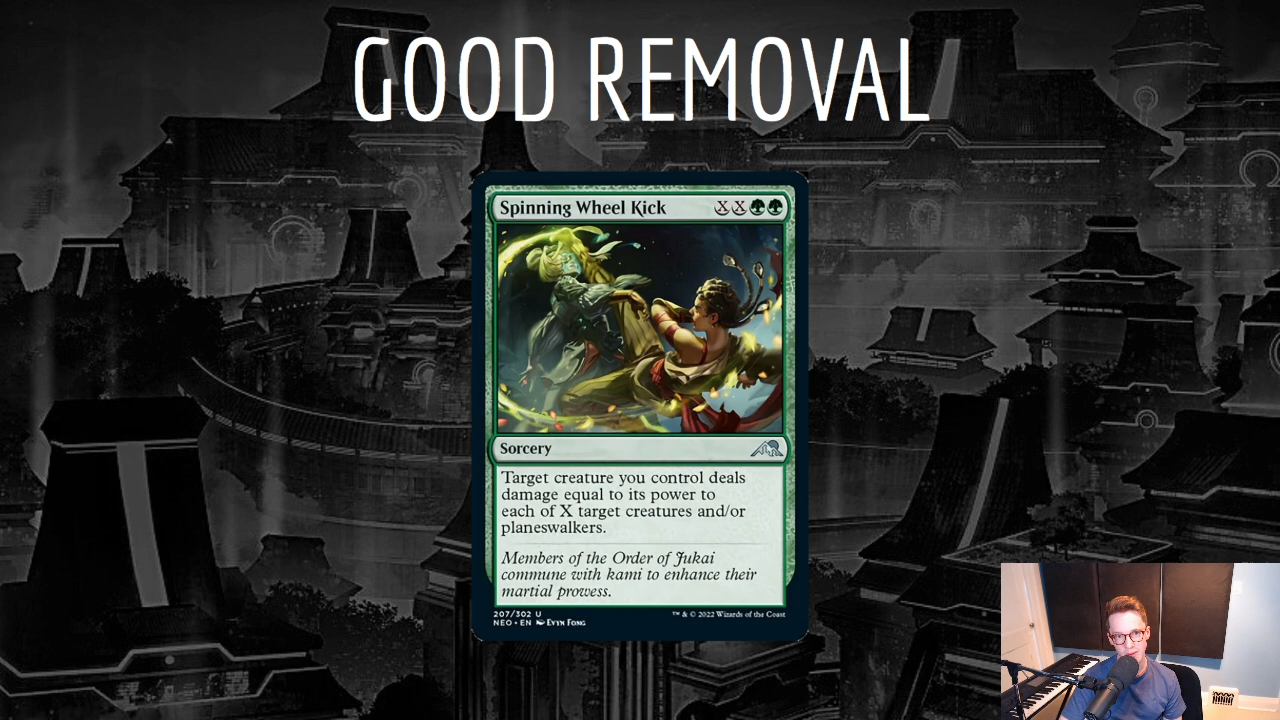 GOOD REMOVAL
Spinning Wheel Kick XX
Sorcery
Target creature you control deals
damage equal to its power to
each of X target creatures and/or
planeswalkers.
Members of the Order of Jukai
commune with kami to enhance their
martial prowess.
207/302 U
NEO • EN Evyn Fong
™ & © 2022 Wizards of the Coast